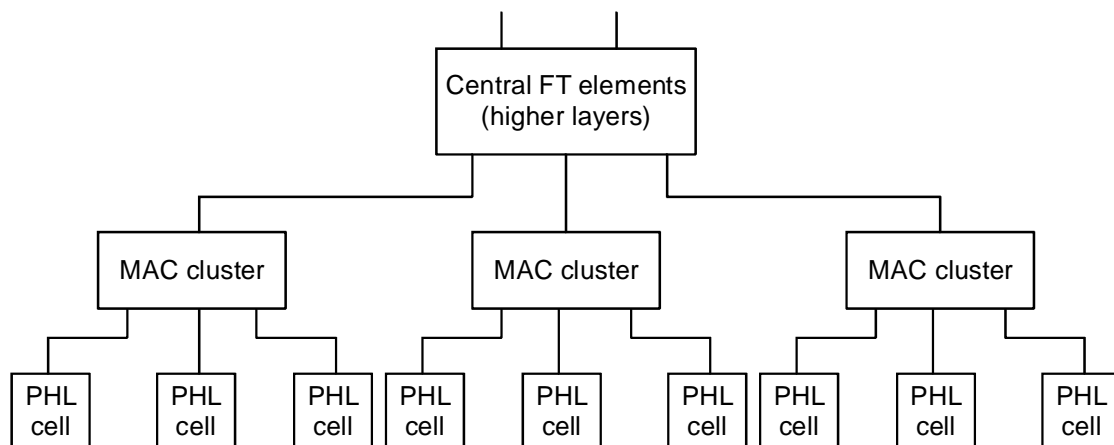 Central FT elements
(higher layers)
MAC cluster
MAC cluster
MAC cluster
PHL
cell
PHL
cell
PHL
cell
PHL
cell
PHL
cell
PHL
cell
PHL
cell
PHL
cell
PHL
cell